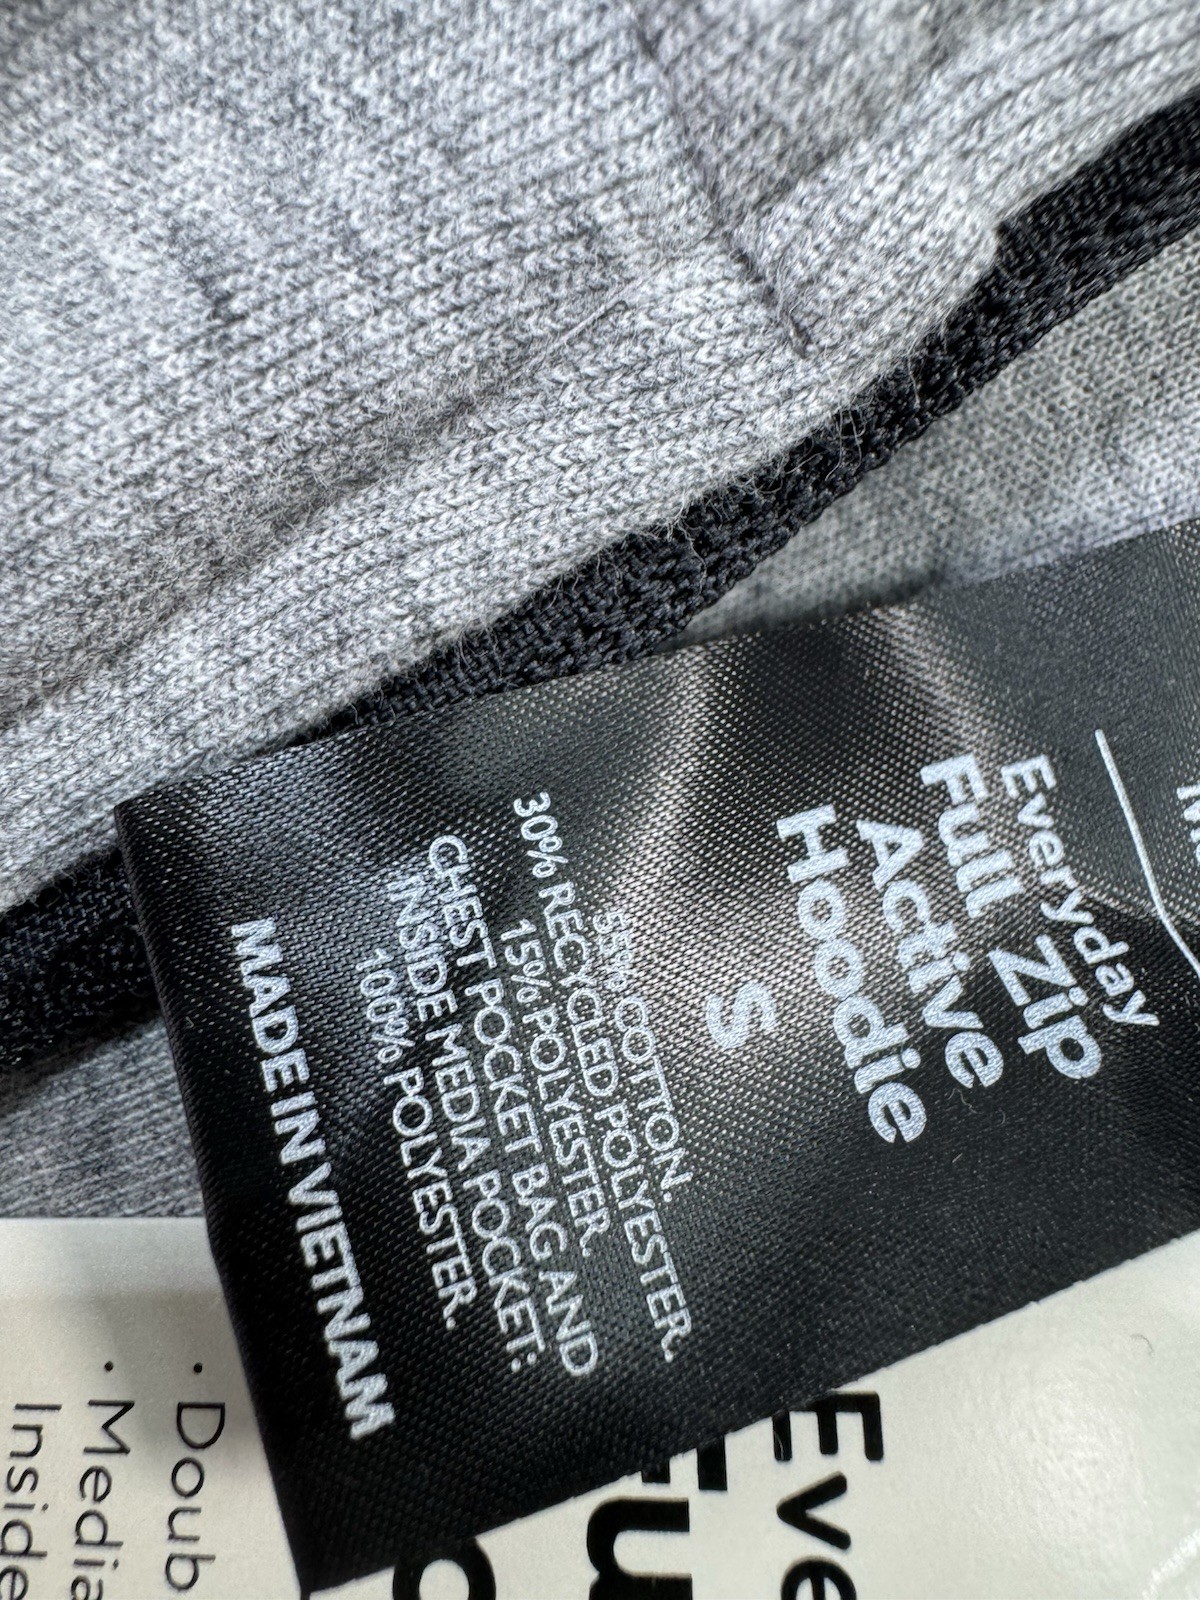 Everyday
Full Zip
Active
Hoodie
S
55% COTTON.
30% RECYCLED POLYESTER.
15% POLYESTER.
CHEST POCKET BAG AND
INSIDE MEDIA POCKET:
100% POLYESTER.
MADE IN VIETNAM
Eve
Fu
· Doub
· Media
Inside